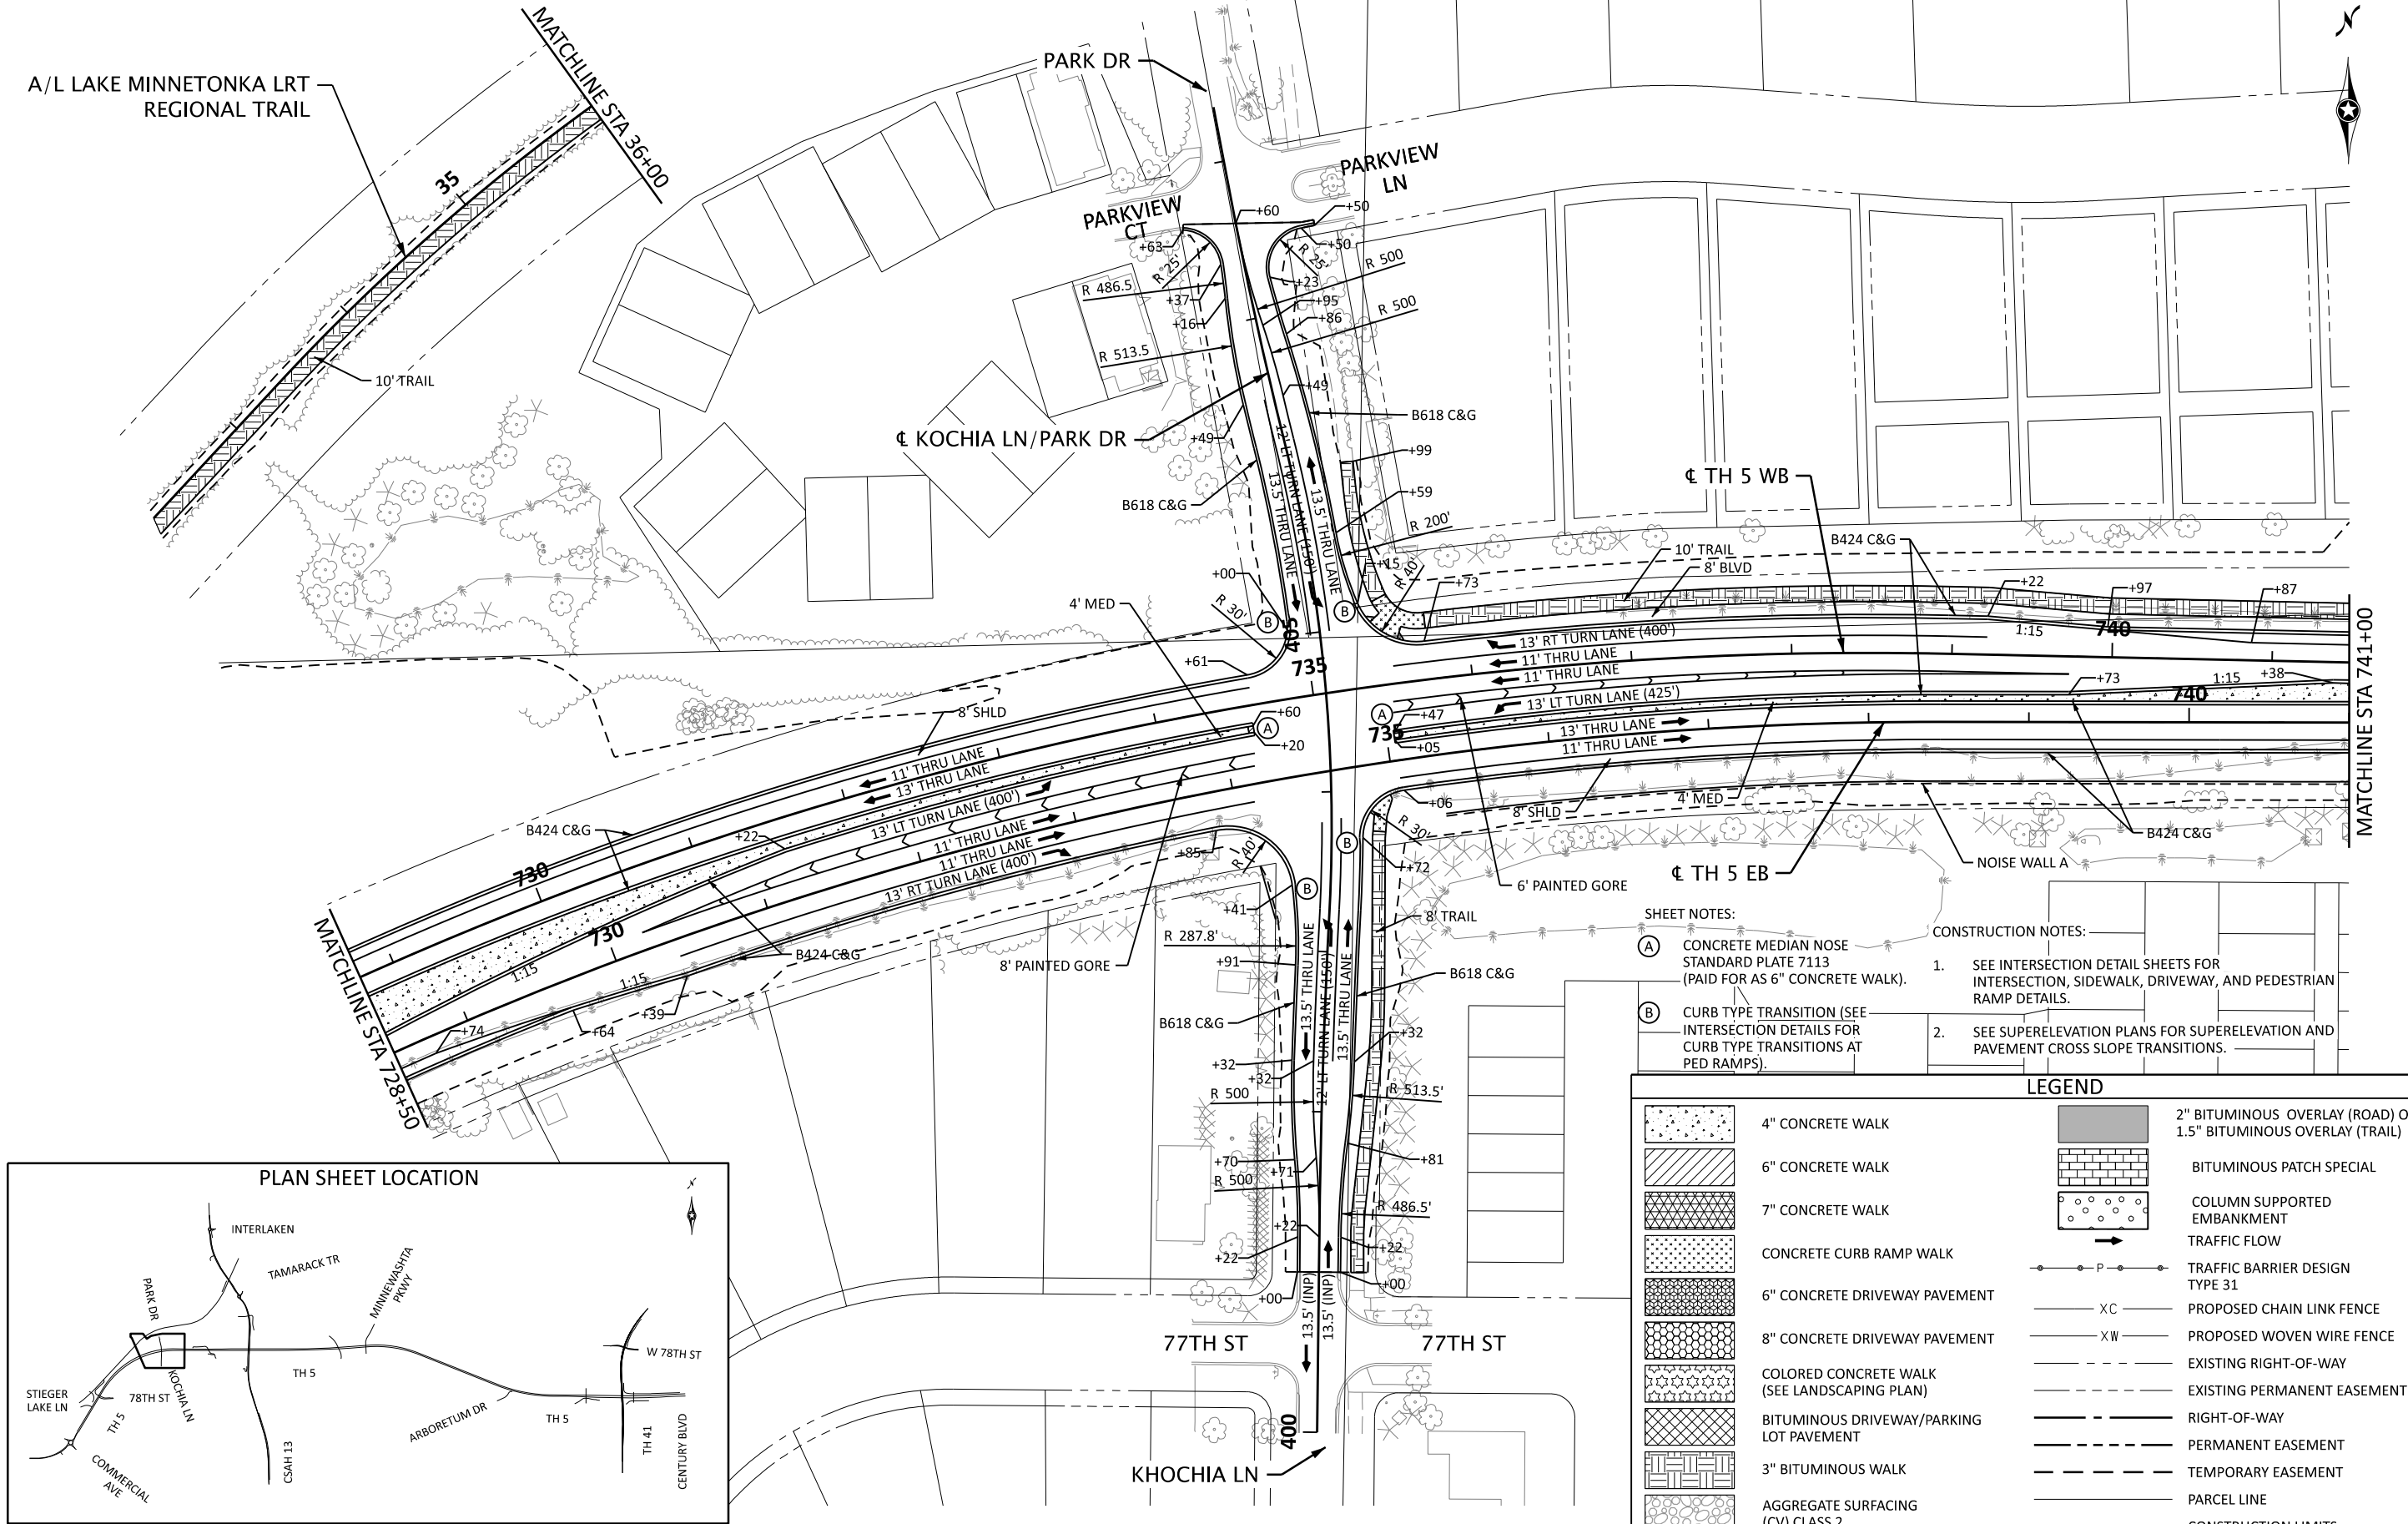 A/L LAKE MINNETONKA LRT
REGIONAL TRAIL
MATCHLINE STA 36+00
35
10' TRAIL
PARK DR
PARKVIEW
LN
PARKVIEW
CT
+60
+50
+50
+63
R 25'
R 25'
R 500
R 486.5
+23
+37
+95
R 500
+16
+86
R 513.5
+49
B618 C&G
℄ KOCHIA LN/PARK DR
+49
+99
12' LT TURN LANE (150')
13.5' THRU LANE
13.5' THRU LANE
B618 C&G
+59
R 200'
℄ TH 5 WB
10' TRAIL
8' BLVD
B424 C&G
+00
+15
R 40'
+73
+22
+97
+87
4' MED
R 30'
B
B
405
735
13' RT TURN LANE (400')
1:15
740
+61
11' THRU LANE
11' THRU LANE
MATCHLINE STA 741+00
8' SHLD
+60
A
+20
A
+47
13' LT TURN LANE (425')
+73
740
1:15
+38
735
+05
13' THRU LANE
11' THRU LANE
11' THRU LANE
13' THRU LANE
13' LT TURN LANE (400')
+06
8' SHLD
4' MED
B424 C&G
+22
11' THRU LANE
11' THRU LANE
13' RT TURN LANE (400')
+85
R 40'
B
R 30'
+72
B424 C&G
NOISE WALL A
730
730
B
6' PAINTED GORE
℄ TH 5 EB
+41
8' TRAIL
R 287.8'
B424 C&G
8' PAINTED GORE
+91
B618 C&G
1:15
1:15
+39
+74
+64
MATCHLINE STA 728+50
B618 C&G
13.5' THRU LANE
12' LT TURN LANE (150')
13.5' THRU LANE
+32
+32
+32
R 500
R 513.5'
+70
+71
+81
R 500
R 486.5'
+22
+22
+22
+00
+00
13.5' (INP)
13.5' (INP)
77TH ST
77TH ST
400
KHOCHIA LN
SHEET NOTES:
A
CONCRETE MEDIAN NOSE
STANDARD PLATE 7113
(PAID FOR AS 6" CONCRETE WALK).
B
CURB TYPE TRANSITION (SEE
INTERSECTION DETAILS FOR
CURB TYPE TRANSITIONS AT
PED RAMPS).
CONSTRUCTION NOTES:
1. SEE INTERSECTION DETAIL SHEETS FOR
INTERSECTION, SIDEWALK, DRIVEWAY, AND PEDESTRIAN
RAMP DETAILS.
2. SEE SUPERELEVATION PLANS FOR SUPERELEVATION AND
PAVEMENT CROSS SLOPE TRANSITIONS.
LEGEND
4" CONCRETE WALK
6" CONCRETE WALK
7" CONCRETE WALK
CONCRETE CURB RAMP WALK
6" CONCRETE DRIVEWAY PAVEMENT
8" CONCRETE DRIVEWAY PAVEMENT
COLORED CONCRETE WALK
(SEE LANDSCAPING PLAN)
BITUMINOUS DRIVEWAY/PARKING
LOT PAVEMENT
3" BITUMINOUS WALK
AGGREGATE SURFACING
(CV) CLASS 2
2" BITUMINOUS OVERLAY (ROAD) O
1.5" BITUMINOUS OVERLAY (TRAIL)
BITUMINOUS PATCH SPECIAL
COLUMN SUPPORTED
EMBANKMENT
TRAFFIC FLOW
P
TRAFFIC BARRIER DESIGN
TYPE 31
XC
PROPOSED CHAIN LINK FENCE
XW
PROPOSED WOVEN WIRE FENCE
EXISTING RIGHT-OF-WAY
EXISTING PERMANENT EASEMENT
RIGHT-OF-WAY
PERMANENT EASEMENT
TEMPORARY EASEMENT
PARCEL LINE
CONSTRUCTION LIMITS
PLAN SHEET LOCATION
INTERLAKEN
TAMARACK TR
PARK DR
MINNEWASHTA
PKWY
TH 5
W 78TH ST
STIEGER
LAKE LN
78TH ST
TH 5
KOCHIA LN
ARBORETUM DR
TH 5
TH 41
CENTURY BLVD
CSAH 13
COMMERCIAL
AVE